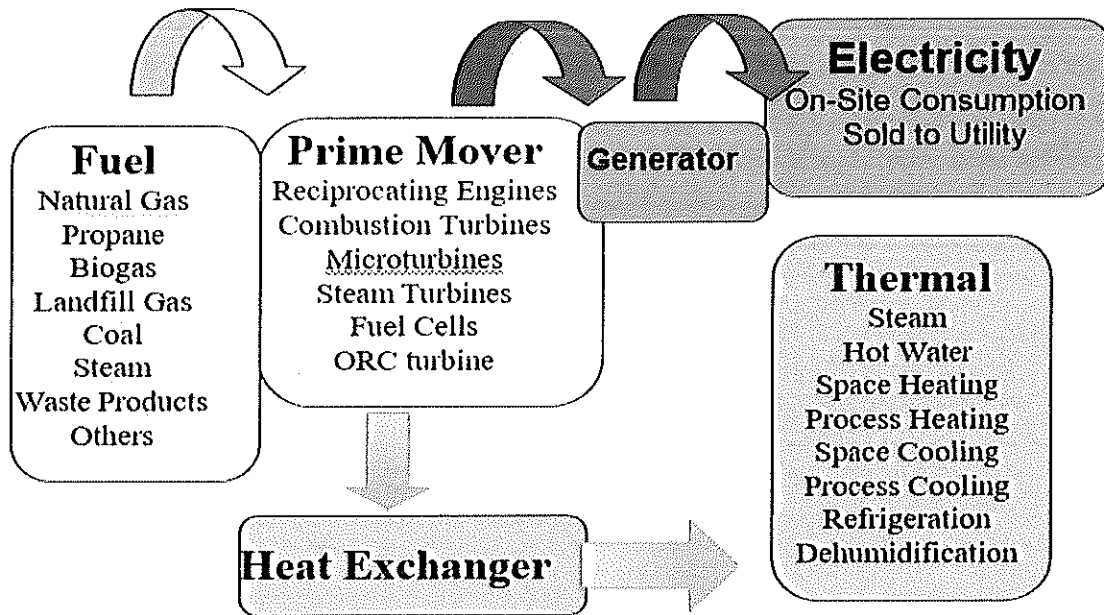 Fuel
Natural Gas
Propane
Biogas
Landfill Gas
Coal
Steam
Waste Products
Others
Prime Mover
Reciprocating Engines
Combustion Turbines
Microturbines
Steam Turbines
Fuel Cells
ORC turbine
Generator
Electricity
On-Site Consumption
Sold to Utility
Heat Exchanger
Thermal
Steam
Hot Water
Space Heating
Process Heating
Space Cooling
Process Cooling
Refrigeration
Dehumidification